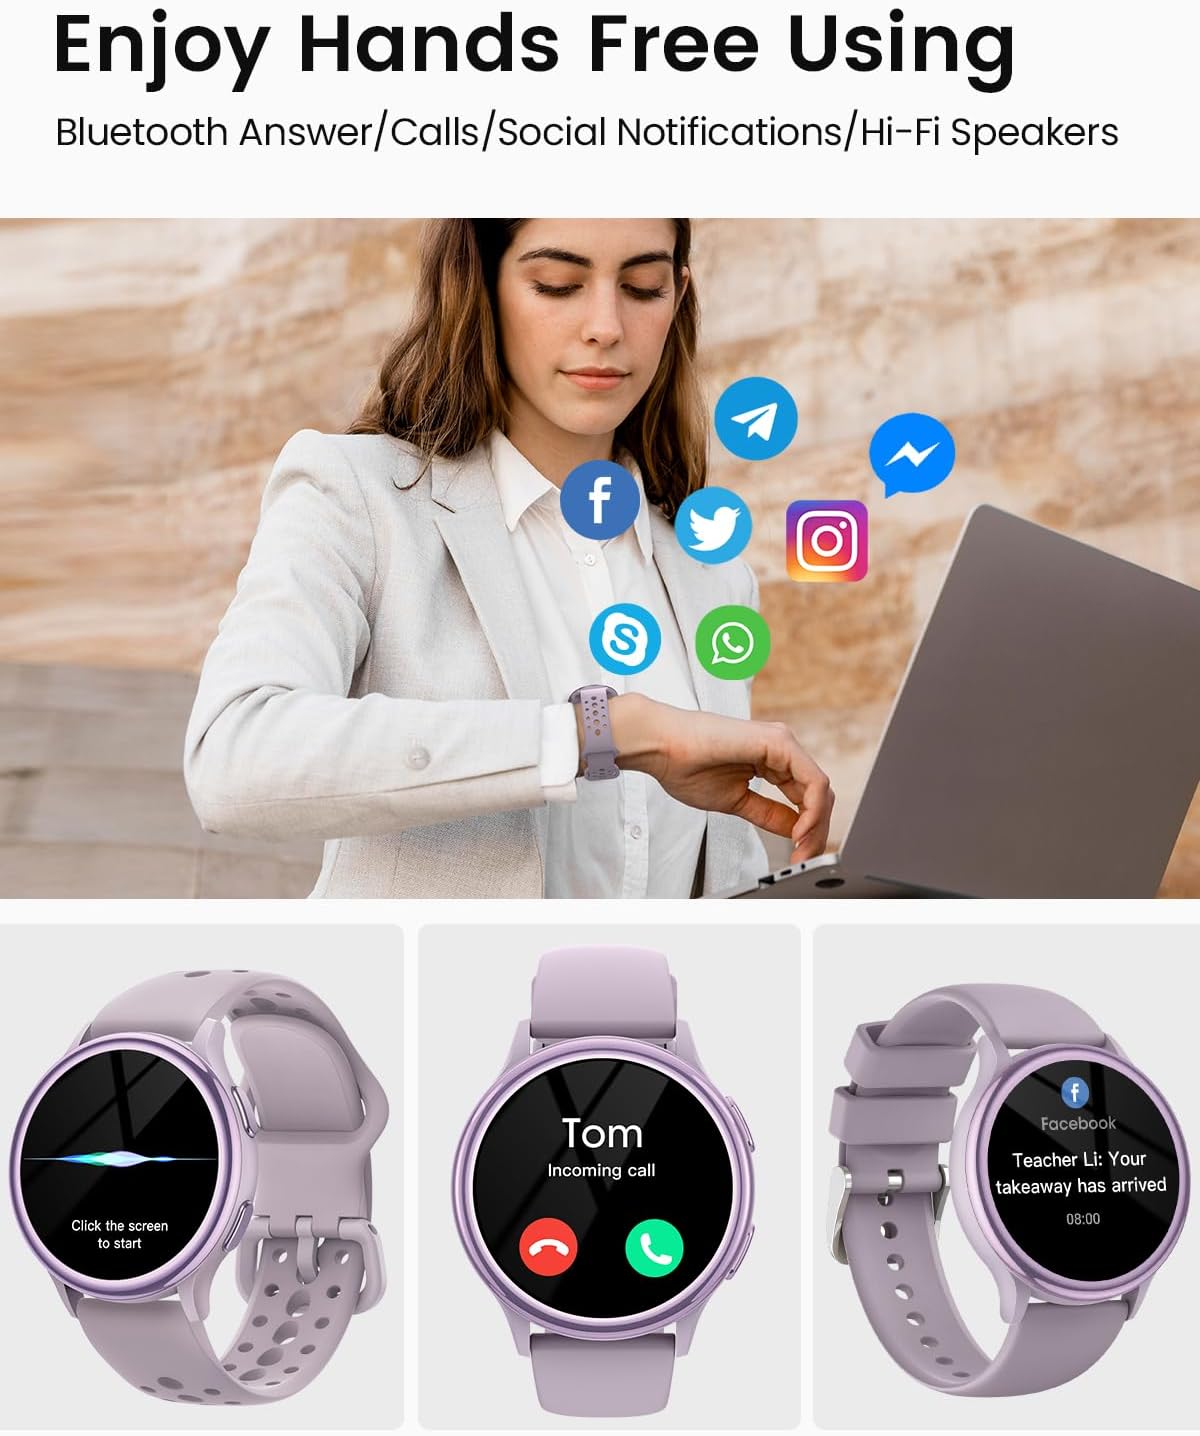 Enjoy Hands Free Using
Bluetooth Answer/Calls/Social Notifications/Hi-Fi Speakers
Click the screen
to start
Tom
Incoming call
Facebook
Teacher Li: Your
takeaway has arrived
08:00